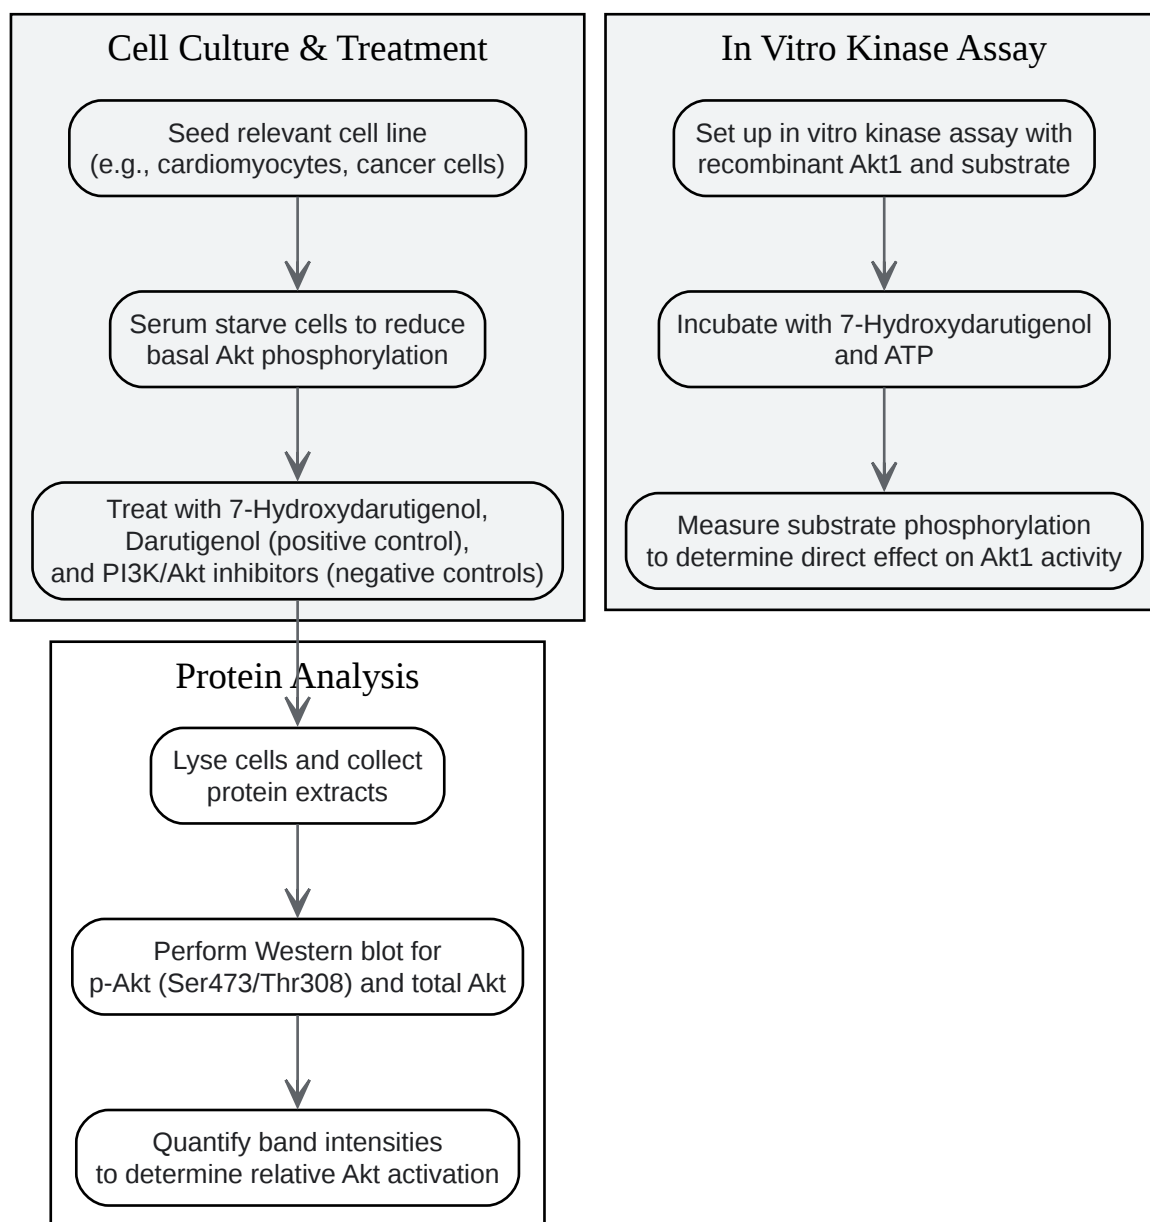 Cell Culture & Treatment
Seed relevant cell line
(e.g., cardiomyocytes, cancer cells)
Serum starve cells to reduce
basal Akt phosphorylation
Treat with 7-Hydroxydarutigenol,
Darutigenol (positive control),
and PI3K/Akt inhibitors (negative controls)
Protein Analysis
Lyse cells and collect
protein extracts
Perform Western blot for
p-Akt (Ser473/Thr308) and total Akt
Quantify band intensities
to determine relative Akt activation
In Vitro Kinase Assay
Set up in vitro kinase assay with
recombinant Akt1 and substrate
Incubate with 7-Hydroxydarutigenol
and ATP
Measure substrate phosphorylation
to determine direct effect on Akt1 activity